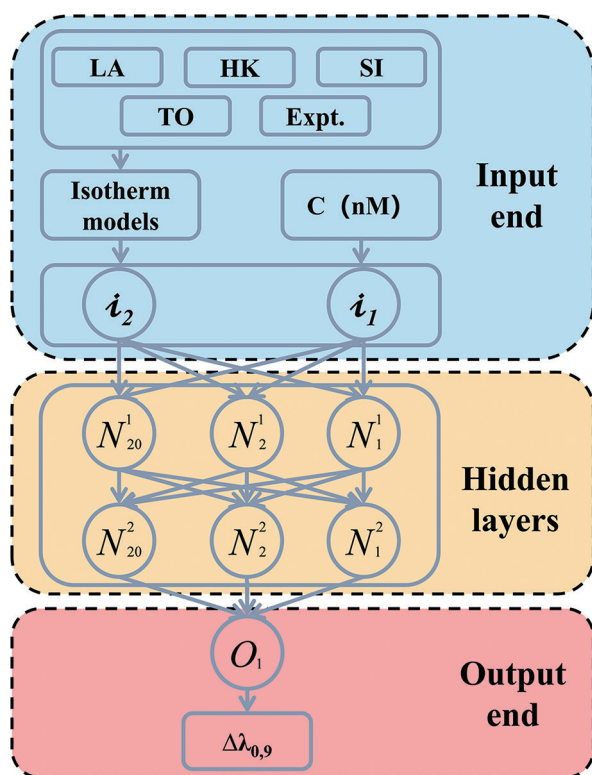 LA HK SI
TO Expt.
Isotherm
models
C (nM)
Input
end
i₂ i₁
N¹₂₀ N¹₂ N¹₁
N²₂₀ N²₂ N²₁
Hidden
layers
O₁
Δλ₀,₉
Output
end